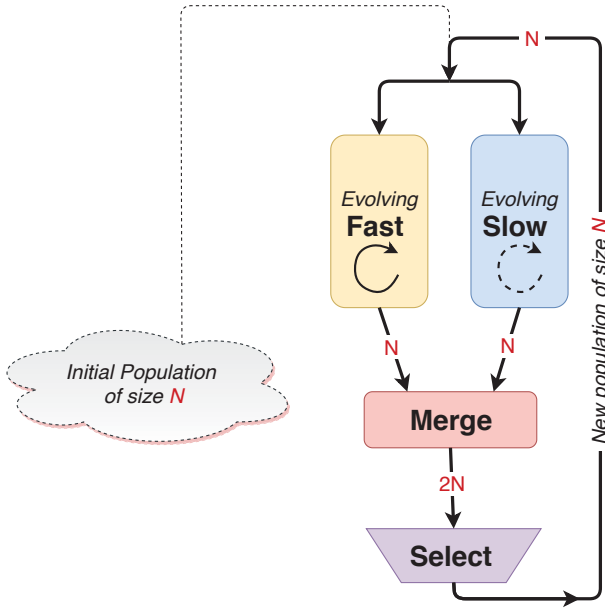 N
Evolving
Fast
Evolving
Slow
N
N
Initial Population
of size N
Merge
2N
Select
New population of size N